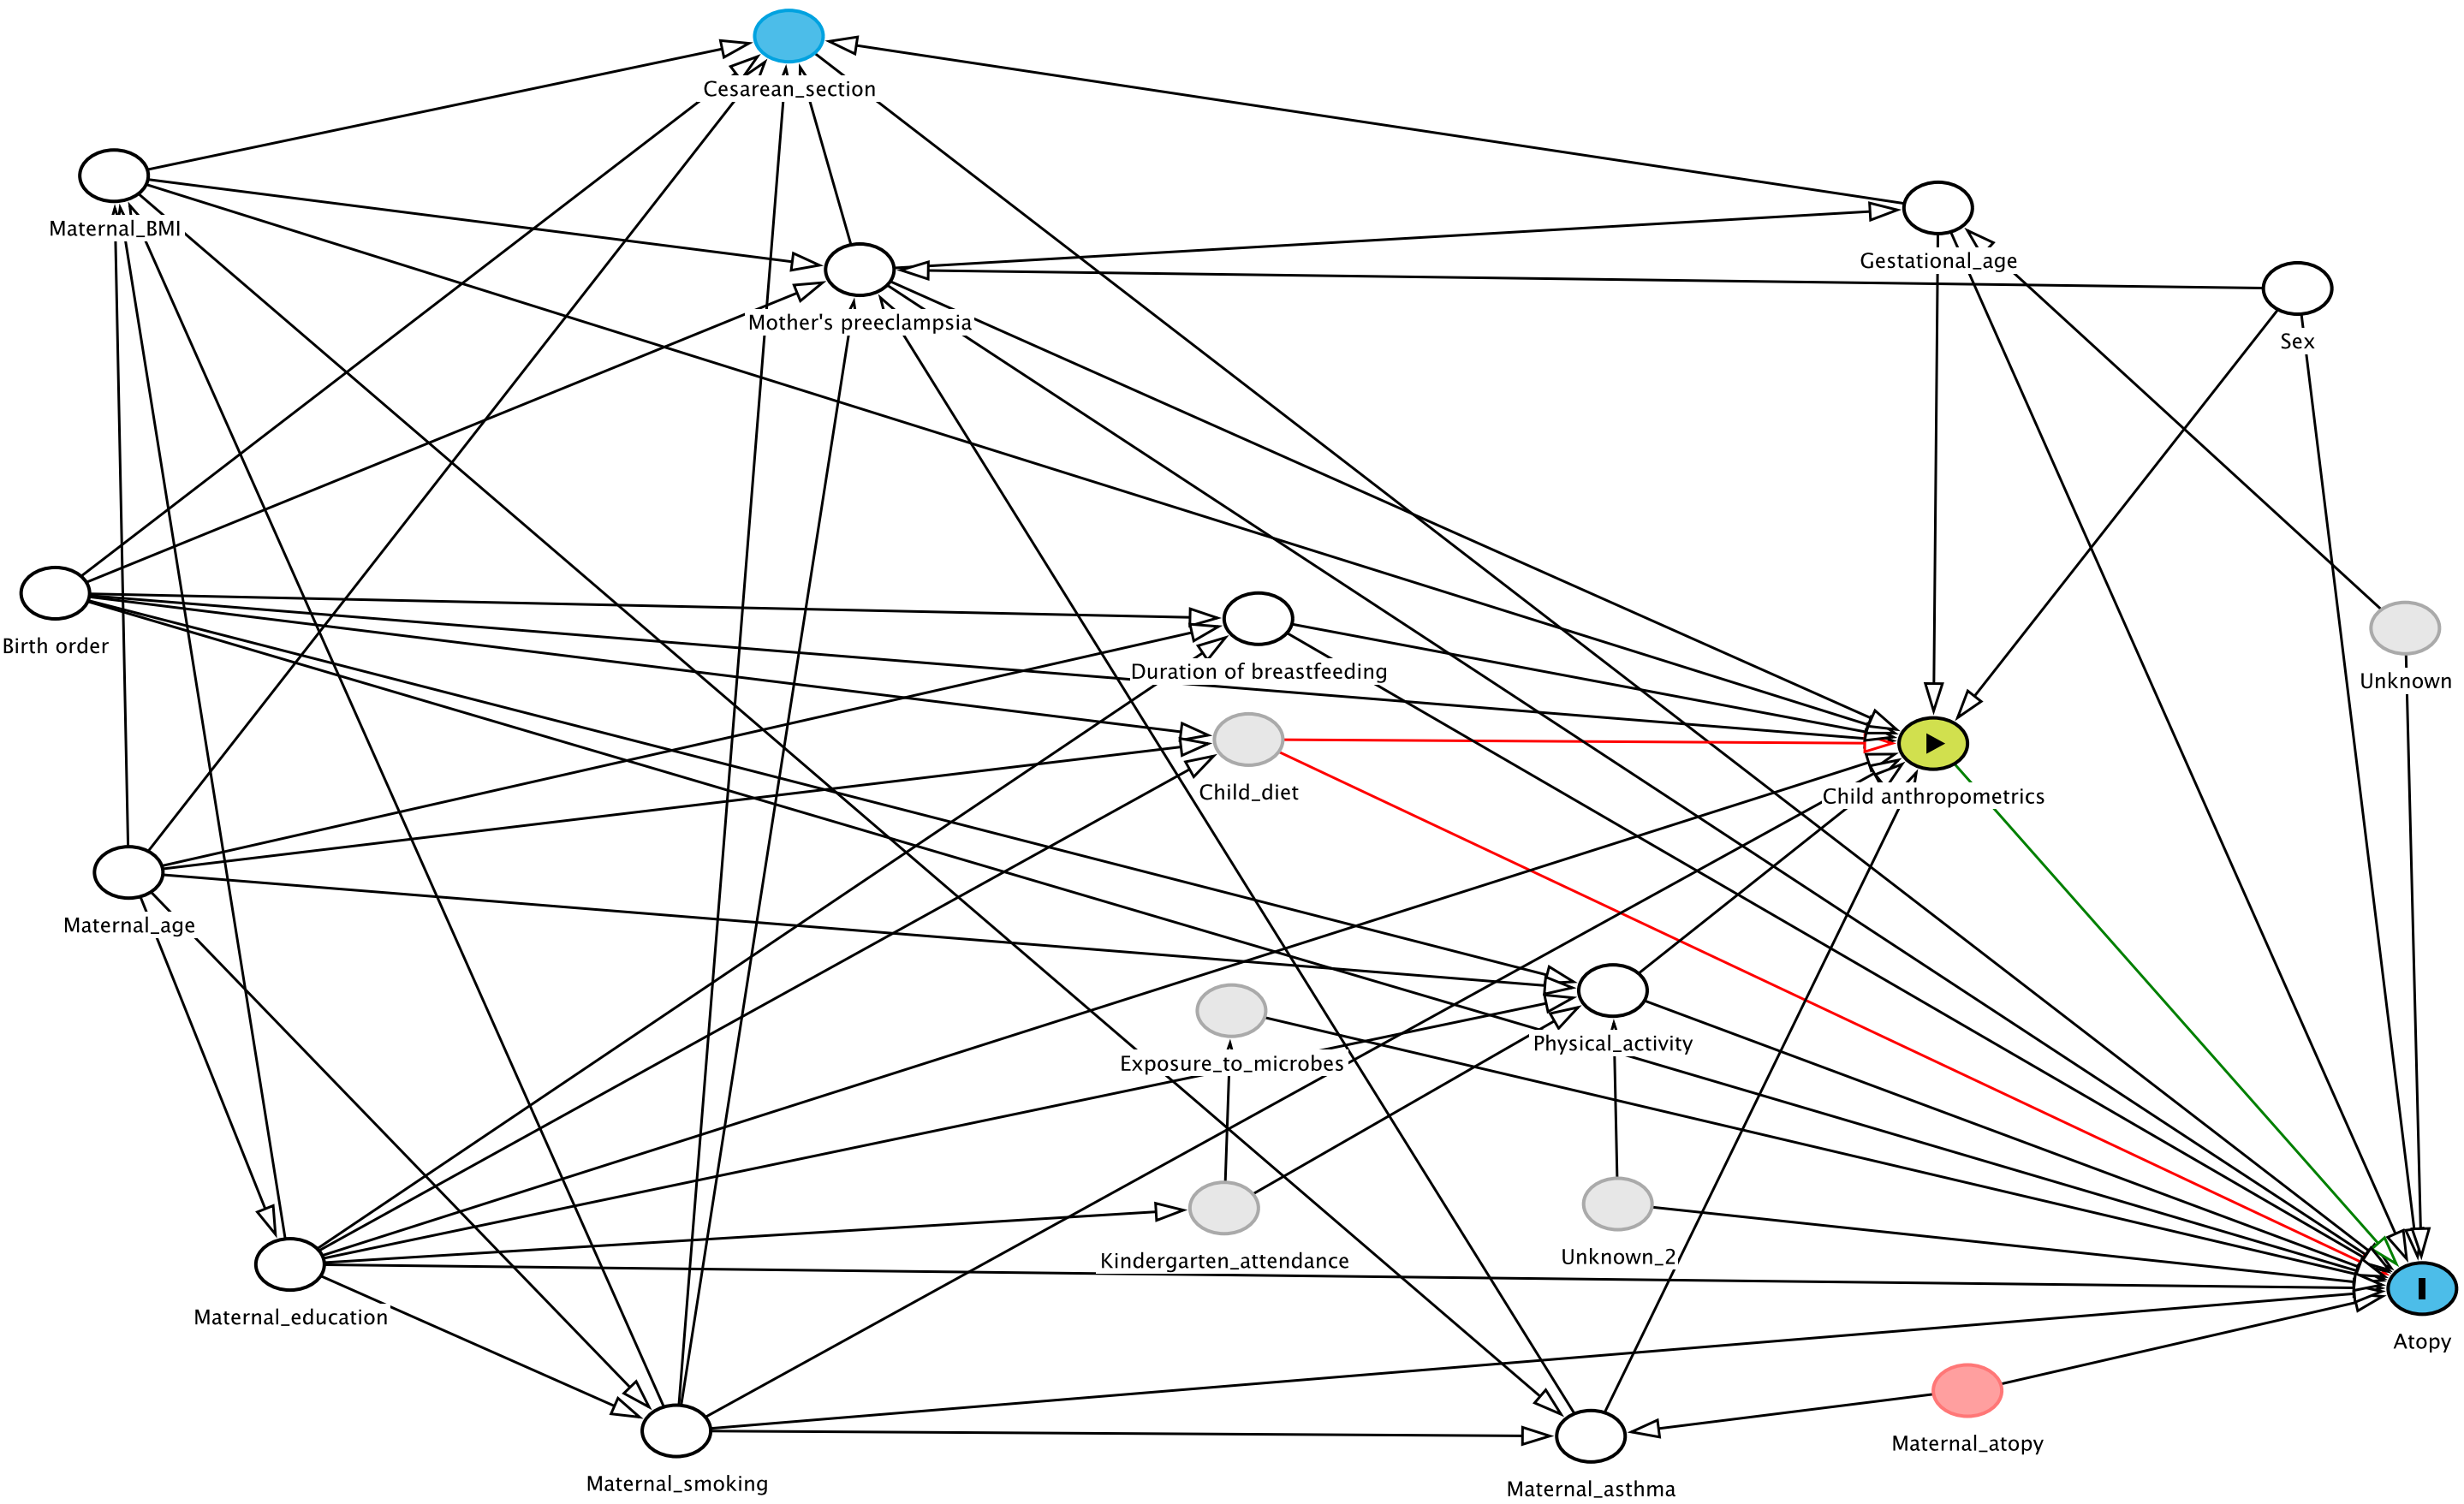 Cesarean_section
Maternal_BMI
Gestational_age
Mother's preeclampsia
Sex
Birth order
Duration of breastfeeding
Unknown
Child_diet
Child anthropometrics
Maternal_age
Physical_activity
Exposure_to_microbes
Kindergarten_attendance
Unknown_2
Maternal_education
Atopy
Maternal_atopy
Maternal_smoking
Maternal_asthma